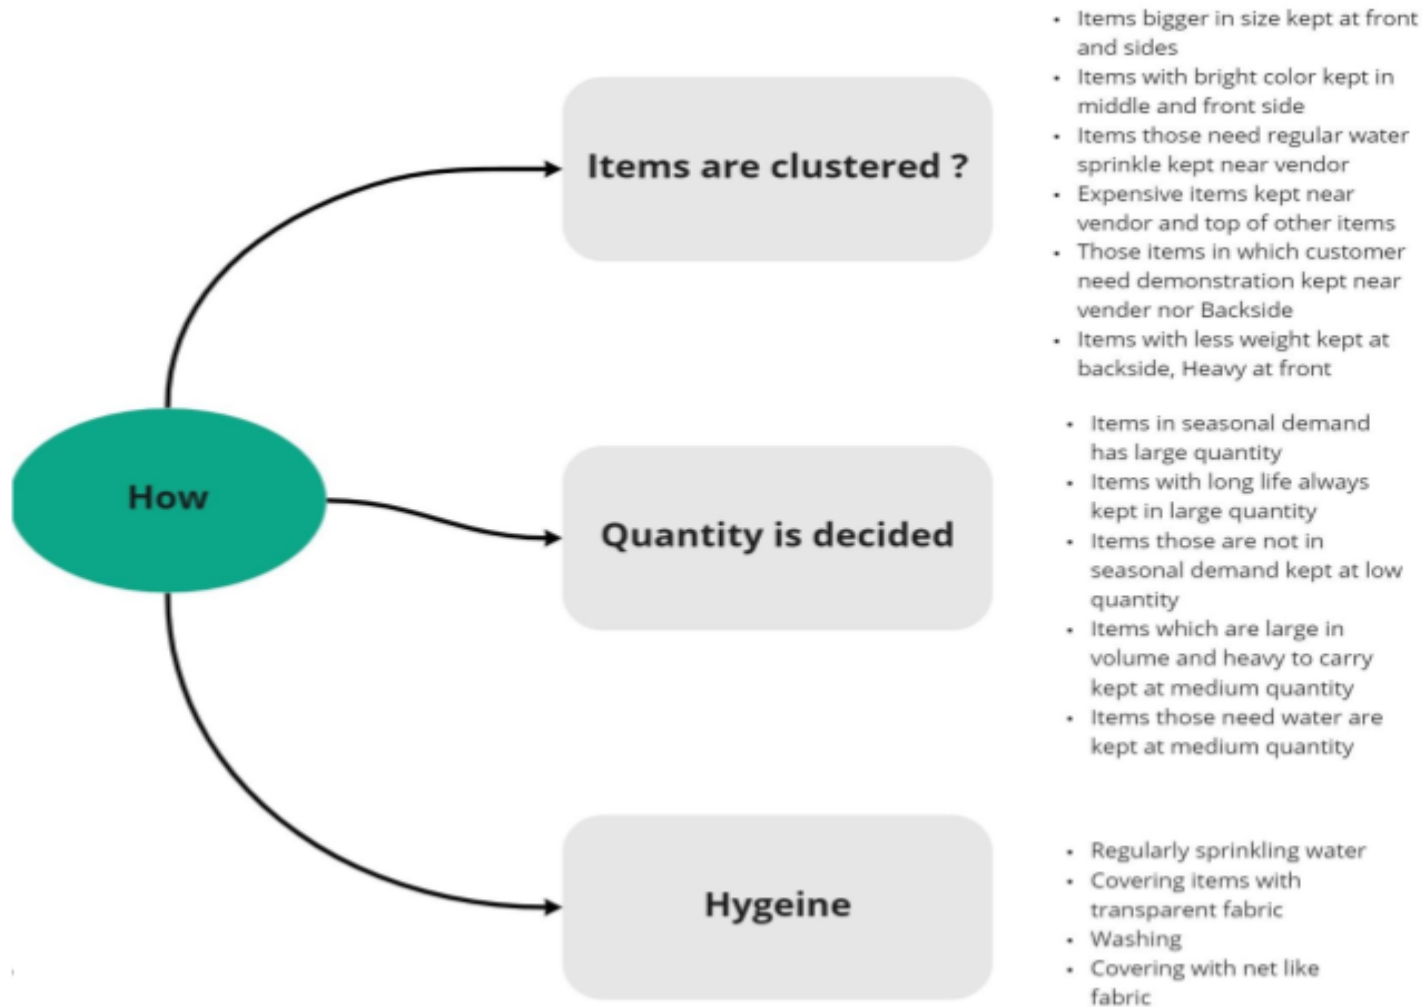 How
Items are clustered ?
• Items bigger in size kept at front
and sides
• Items with bright color kept in
middle and front side
• Items those need regular water
sprinkle kept near vendor
• Expensive items kept near
vendor and top of other items
• Those items in which customer
need demonstration kept near
vender nor Backside
• Items with less weight kept at
backside, Heavy at front
Quantity is decided
• Items in seasonal demand
has large quantity
• Items with long life always
kept in large quantity
• Items those are not in
seasonal demand kept at low
quantity
• Items which are large in
volume and heavy to carry
kept at medium quantity
• Items those need water are
kept at medium quantity
Hygeine
• Regularly sprinkling water
• Covering items with
transparent fabric
• Washing
• Covering with net like
fabric